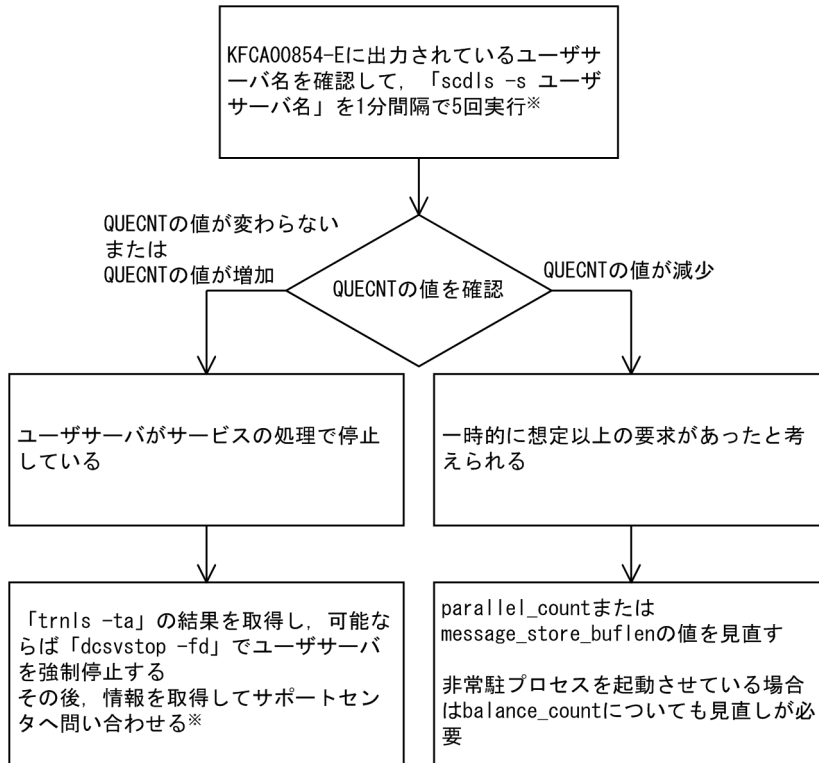 KFCA00854-Eに出力されているユーザサ
ーバ名を確認して，「scdls -s ユーザ
サーバ名」を1分間隔で5回実行※
QUECNTの値が変わらない
または
QUECNTの値が増加
QUECNTの値を確認
QUECNTの値が減少
ユーザサーバがサービスの処理で停止
している
一時的に想定以上の要求があったと考
えられる
「trnls -ta」の結果を取得し，可能な
らば「dcsvstop -fd」でユーザサーバ
を強制停止する
その後，情報を取得してサポートセン
タへ問い合わせる※
parallel_countまたは
message_store_buflenの値を見直す
非常駐プロセスを起動させている場合
はbalance_countについても見直しが必
要